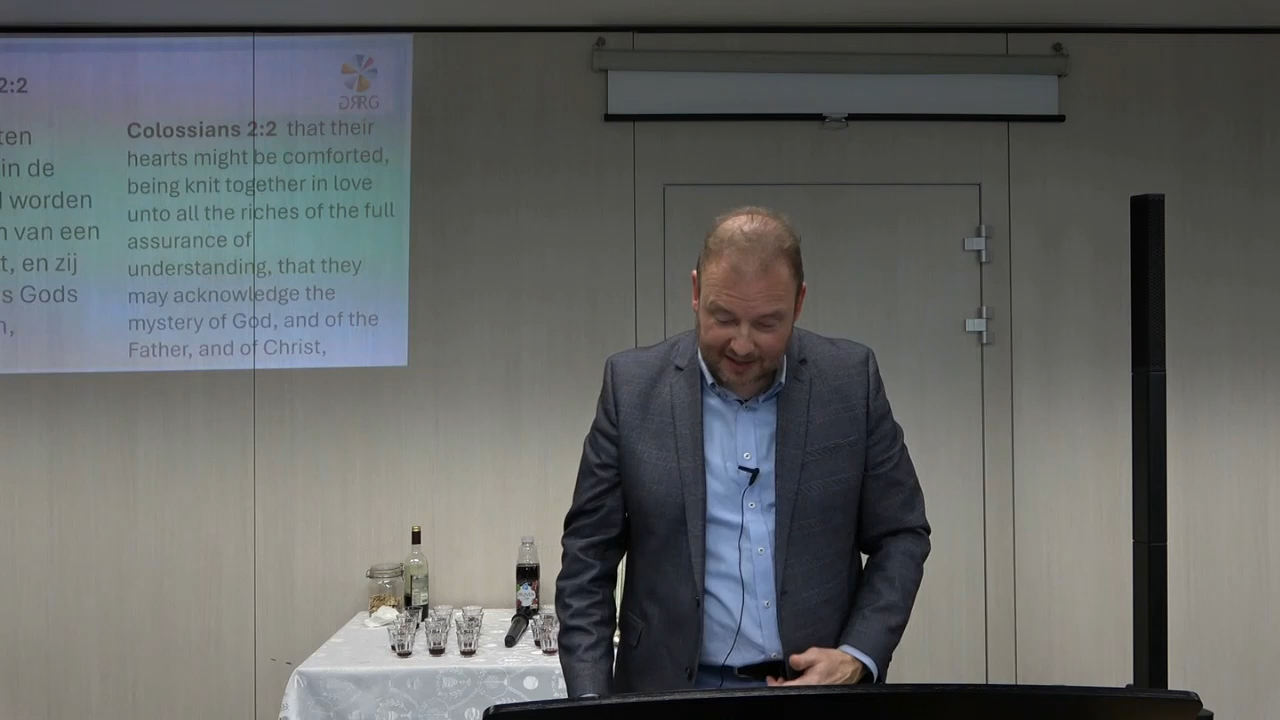 2:2
ten
in de
worden
van een
t, en zij
s Gods
GRRG
Colossians 2:2 that their
hearts might be comforted,
being knit together in love
unto all the riches of the full
assurance of
understanding, that they
may acknowledge the
mystery of God, and of the
Father, and of Christ,